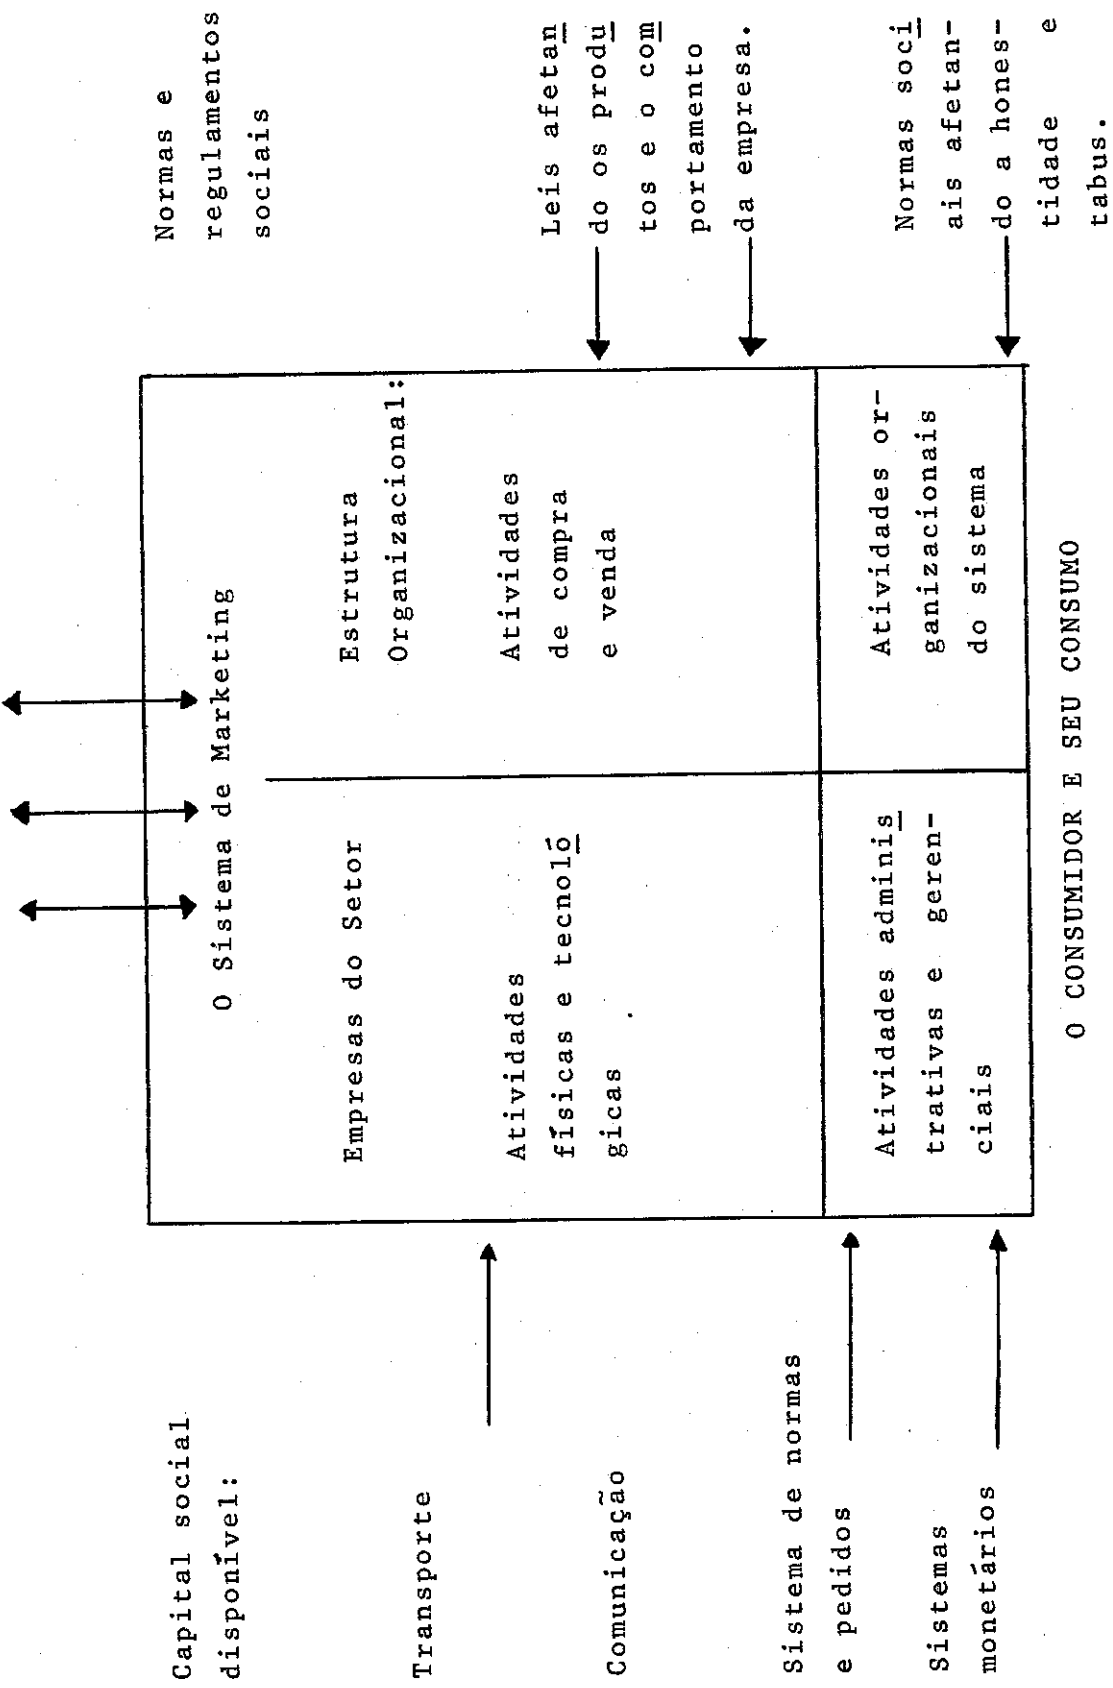 Capital social
disponível:
Transporte
Comunicação
Sistema de normas
e pedidos
Sistemas
monetários
O Sistema de Marketing
Empresas do Setor
Atividades
físicas e tecnoló
gicas
Estrutura
Organizacional:
Atividades
de compra
e venda
Atividades adminis
trativas e geren-
ciais
Atividades or-
ganizacionais
do sistema
O CONSUMIDOR E SEU CONSUMO
Normas e
regulamentos
sociais
Leis afetan
do os produ
tos e o com
portamento
da empresa.
Normas soci
ais afetan-
do a hones-
tidade e
tabus.